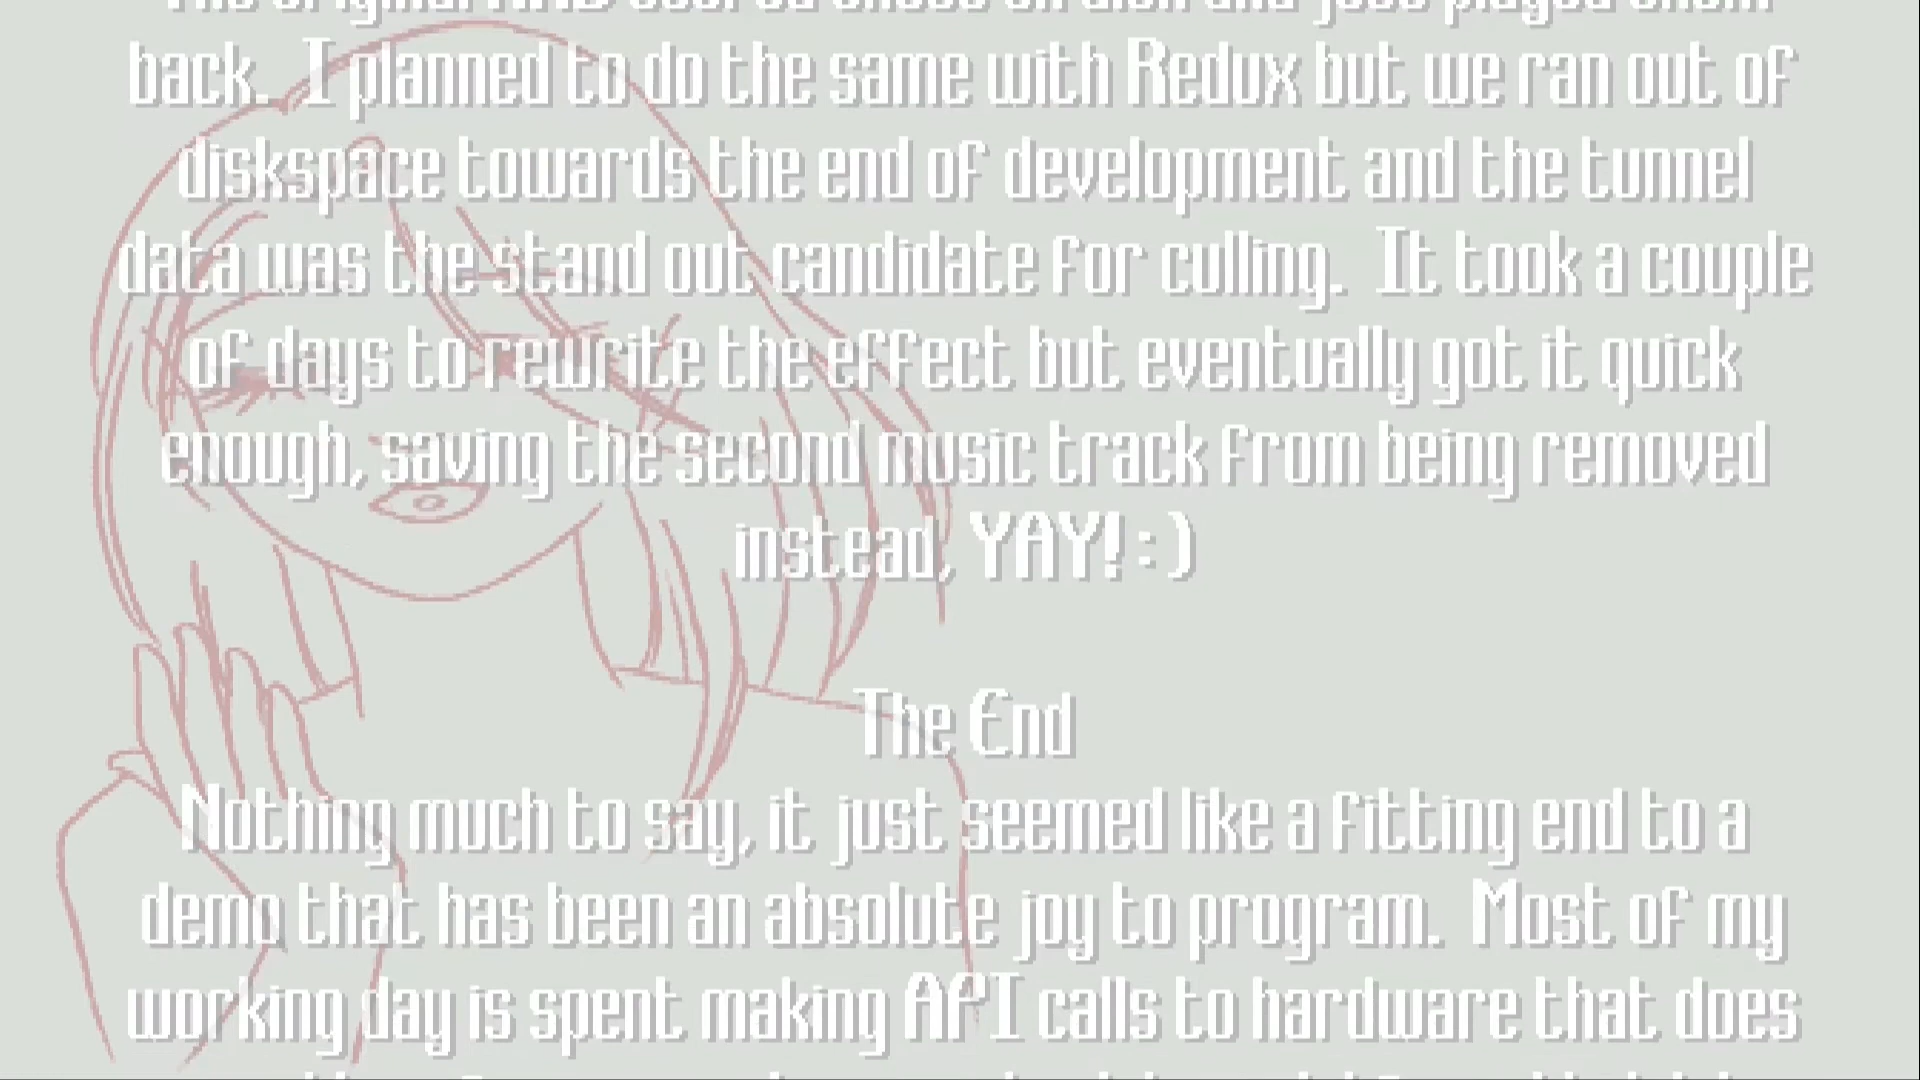 back.  I planned to do the same with Redux but we ran out of
diskspace towards the end of development and the tunnel
data was the stand out candidate for culling.  It took a couple
of days to rewrite the effect but eventually got it quick
enough, saving the second music track from being removed
instead, YAY! :)
The End
Nothing much to say, it just seemed like a fitting end to a
demo that has been an absolute joy to program.  Most of my
working day is spent making API calls to hardware that does